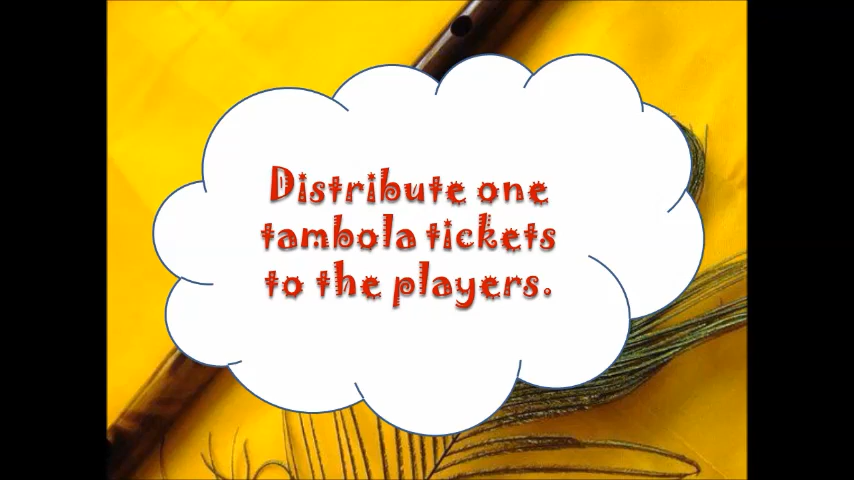 Distribute one
tambola tickets
to the players.